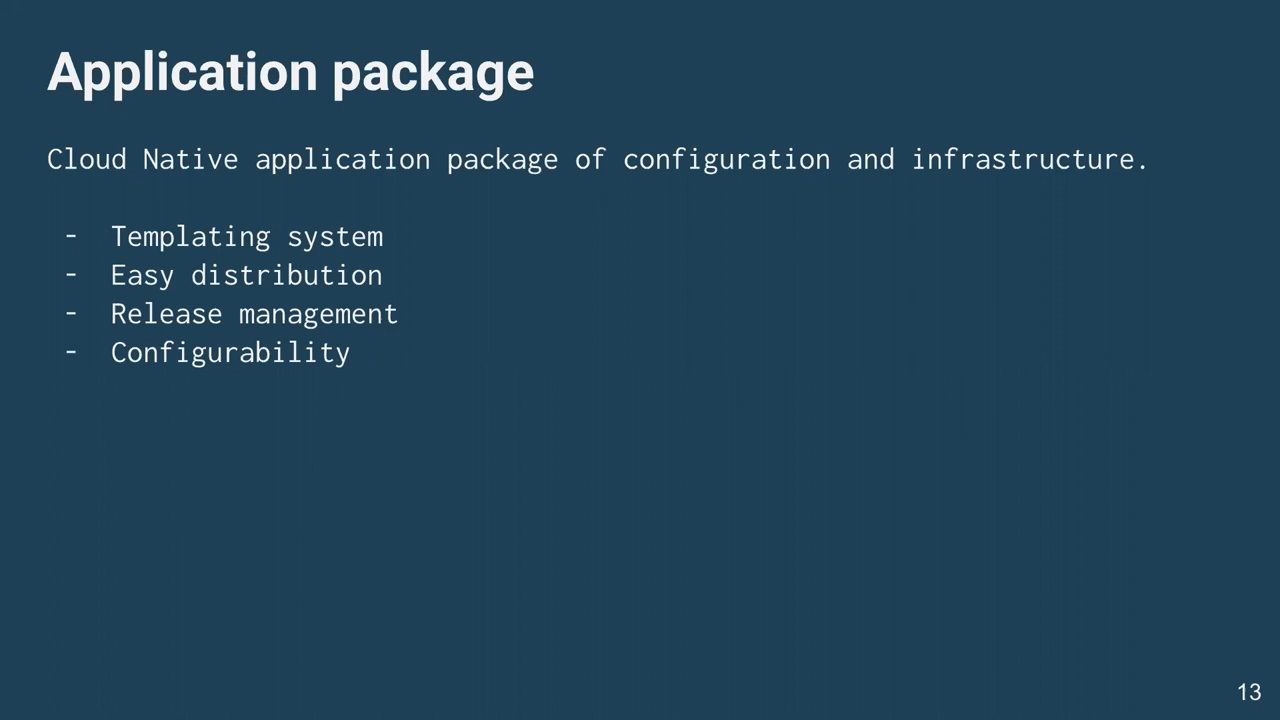 Application package
Cloud Native application package of configuration and infrastructure.
- Templating system
- Easy distribution
- Release management
- Configurability
13